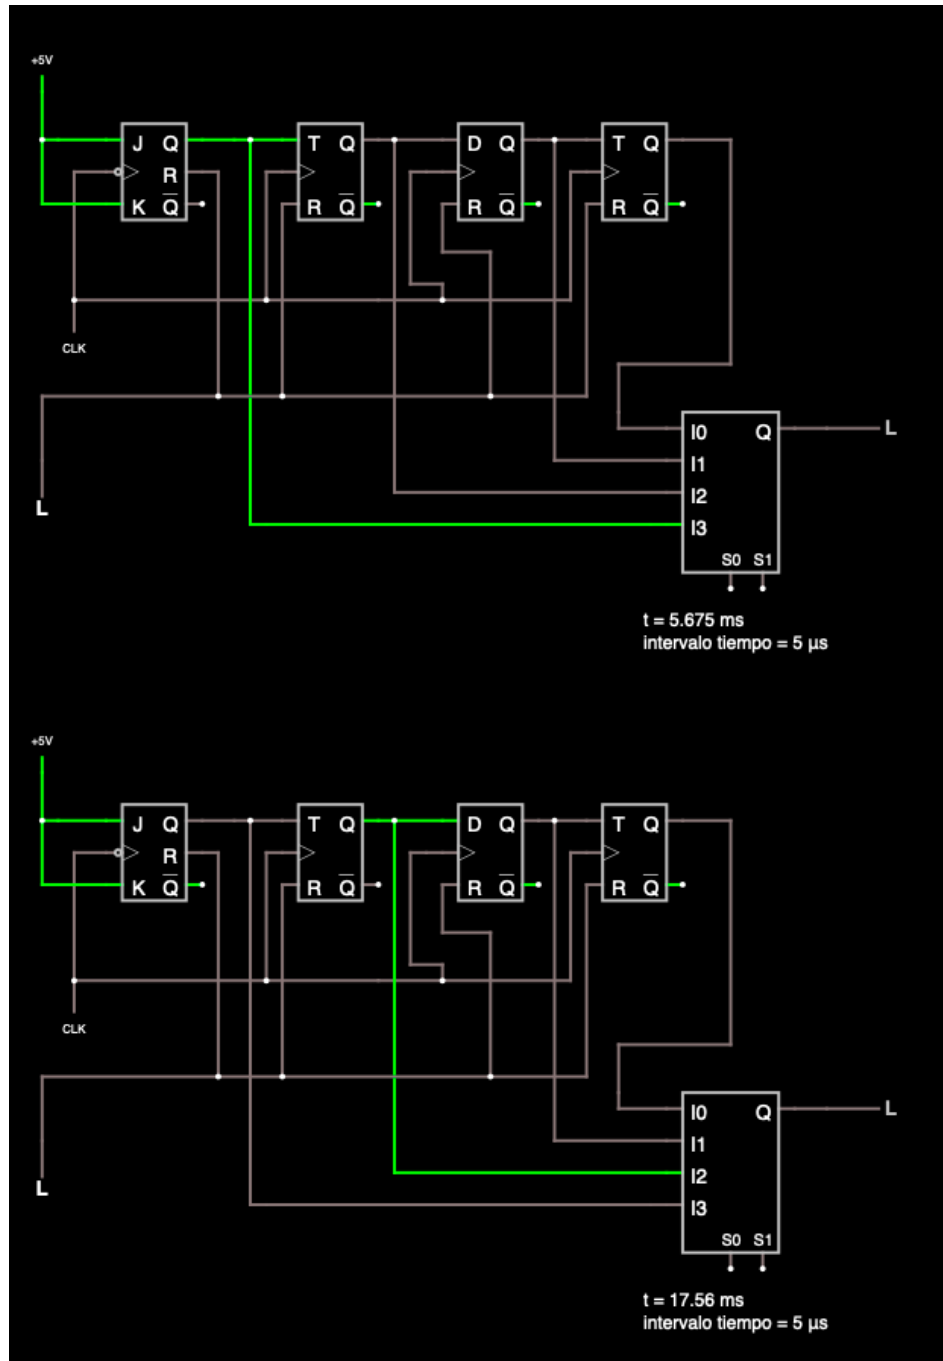 +5V
J Q
R
K Q̅
T Q
R Q̅
D Q
R Q̅
T Q
R Q̅
CLK
L
I0 Q
I1
I2
I3
S0 S1
L
t = 5.675 ms
intervalo tiempo = 5 µs
+5V
J Q
R
K Q̅
T Q
R Q̅
D Q
R Q̅
T Q
R Q̅
CLK
L
I0 Q
I1
I2
I3
S0 S1
L
t = 17.56 ms
intervalo tiempo = 5 µs